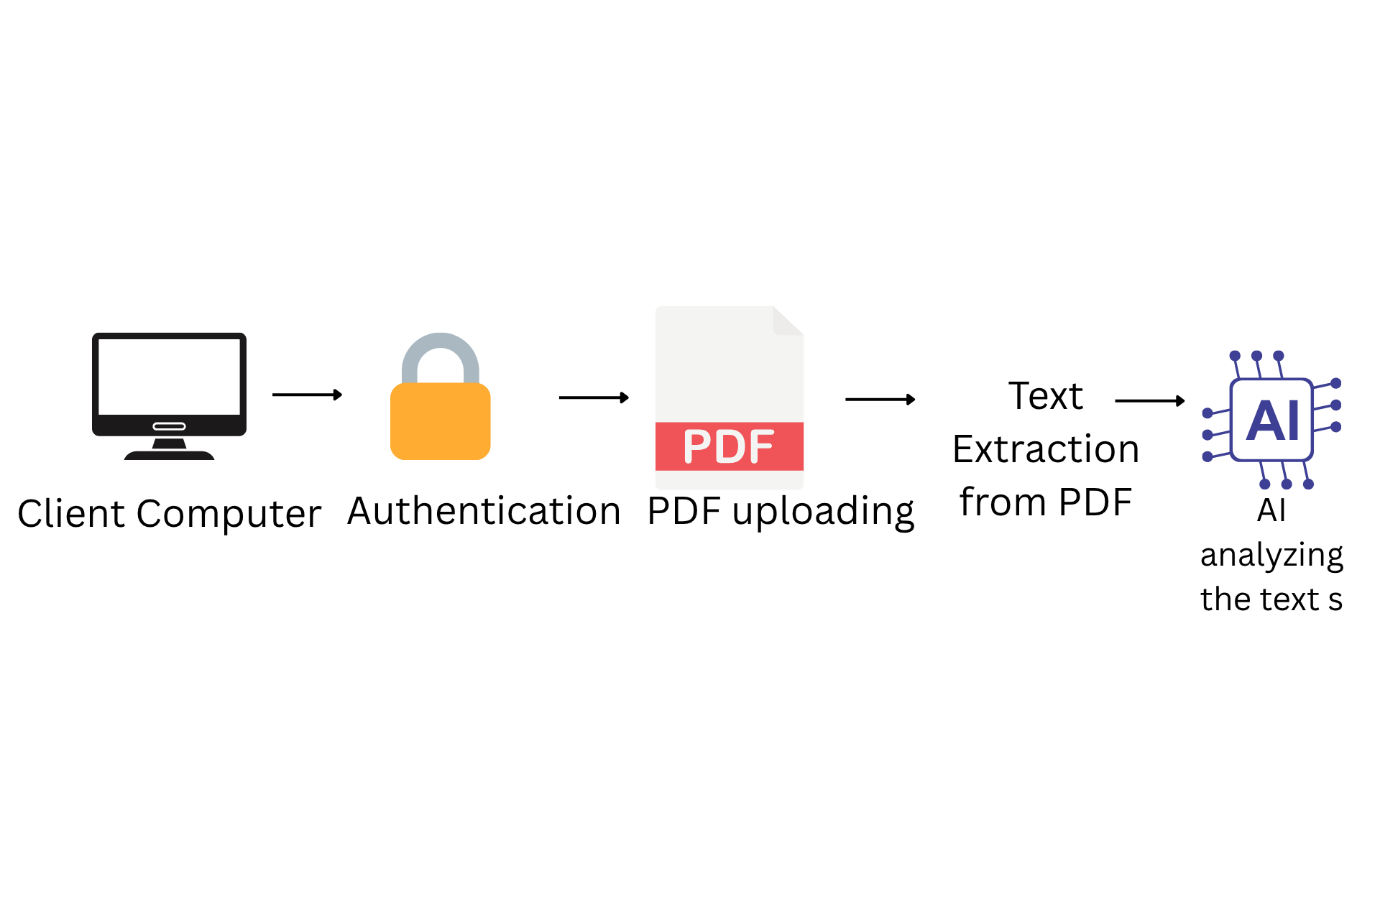 Client Computer
Authentication
PDF
PDF uploading
Text
Extraction
from PDF
AI
AI
analyzing
the text s